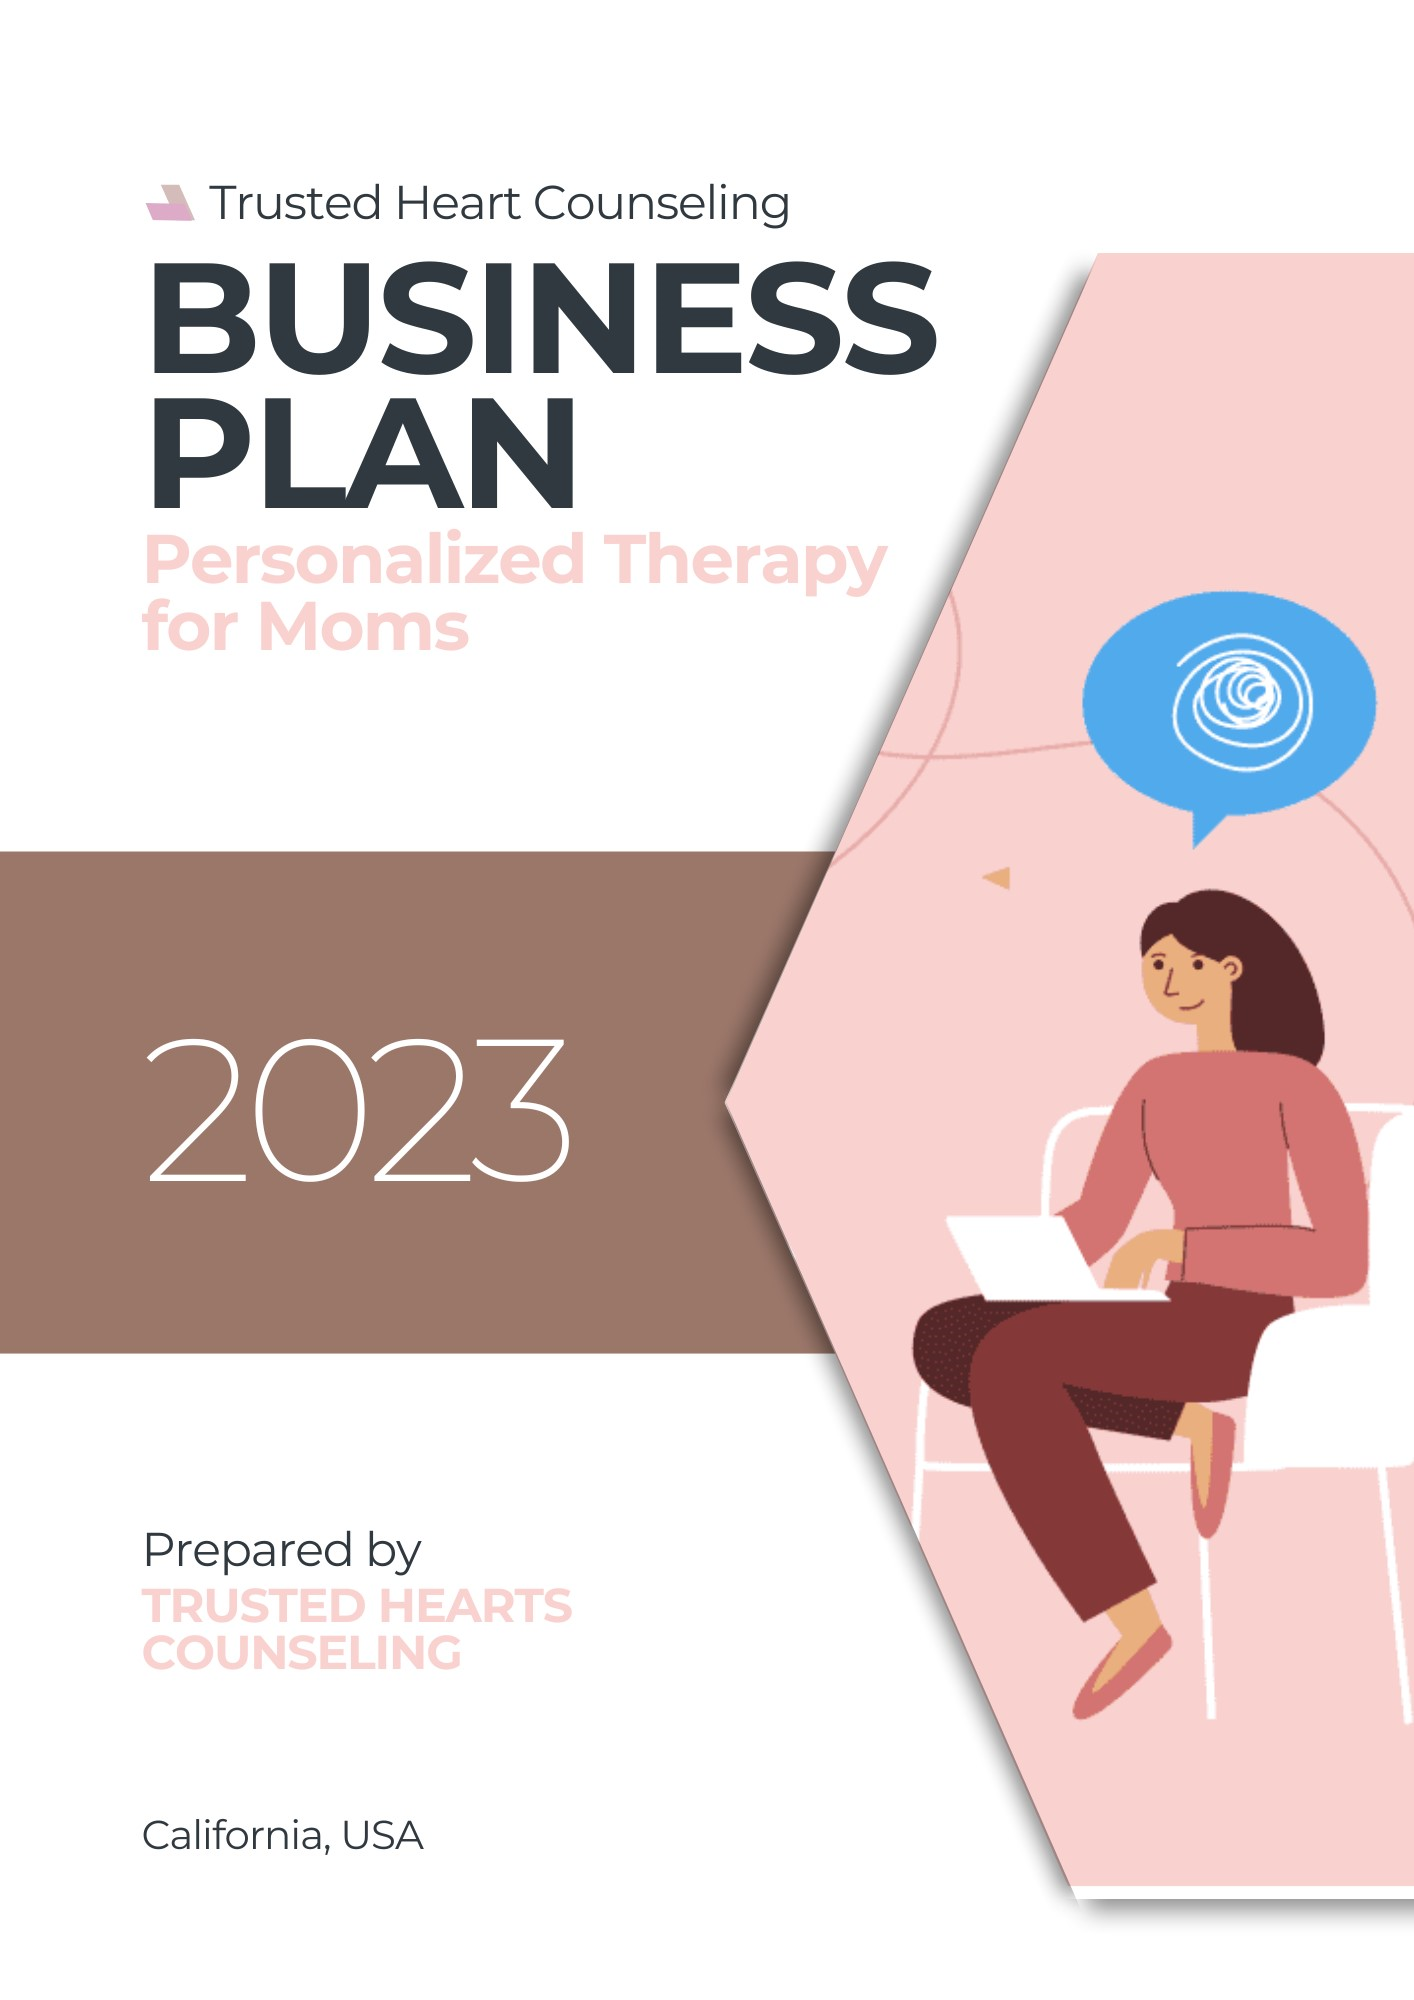 Trusted Heart Counseling
BUSINESS
PLAN
Personalized Therapy
for Moms
2023
Prepared by
TRUSTED HEARTS
COUNSELING
California, USA